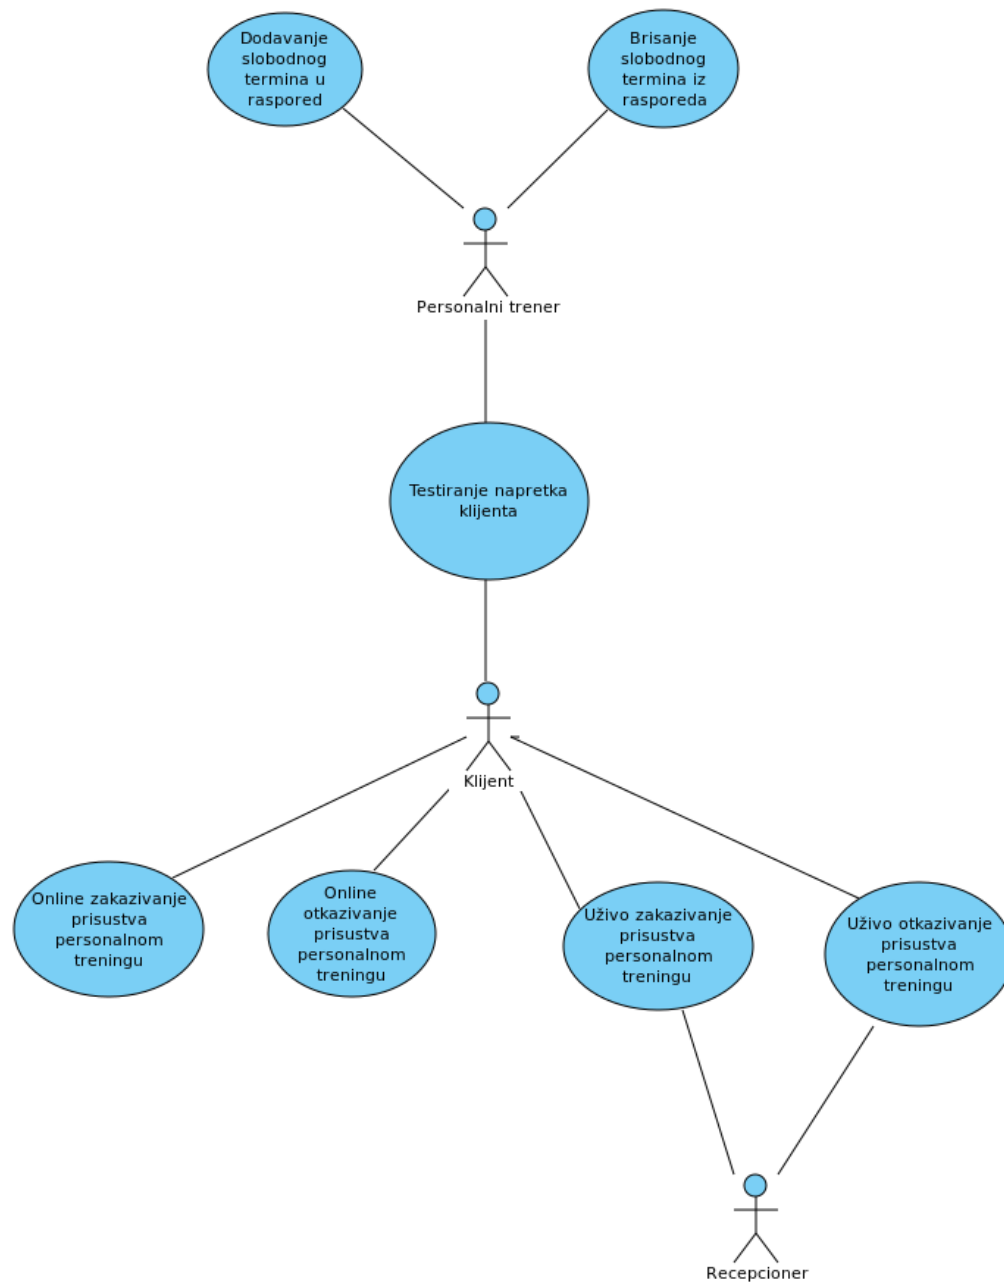 Dodavanje
slobodnog
termina u
raspored
Brisanje
slobodnog
termina iz
rasporeda
Personalni trener
Testiranje napretka
klijenta
Klijent
Online zakazivanje
prisustva
personalnom
treningu
Online
otkazivanje
prisustva
personalnom
treningu
Uživo zakazivanje
prisustva
personalnom
treningu
Uživo otkazivanje
prisustva
personalnom
treningu
Recepcioner